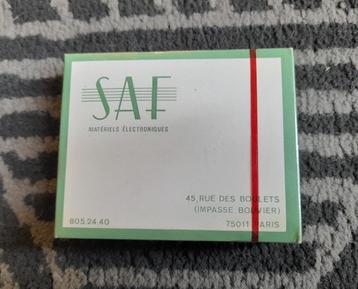 SAF
MATÉRIELS ÉLECTRONIQUES
45, RUE DES BOULETS
(IMPASSE BOUVIER)
805.24.40
75011 PARIS